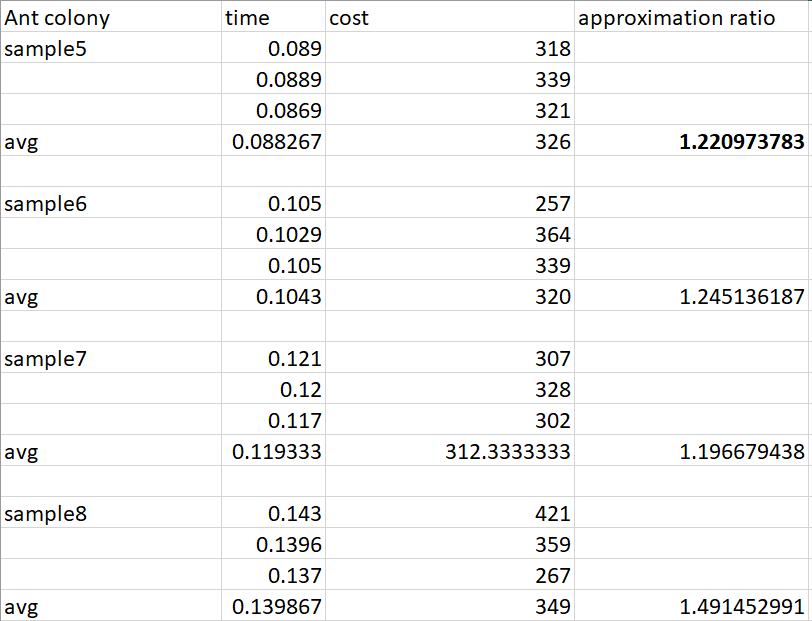 Ant colony time cost approximation ratio
sample5 0.089 318
0.0889 339
0.0869 321
avg 0.088267 326 1.220973783
sample6 0.105 257
0.1029 364
0.105 339
avg 0.1043 320 1.245136187
sample7 0.121 307
0.12 328
0.117 302
avg 0.119333 312.3333333 1.196679438
sample8 0.143 421
0.1396 359
0.137 267
avg 0.139867 349 1.491452991